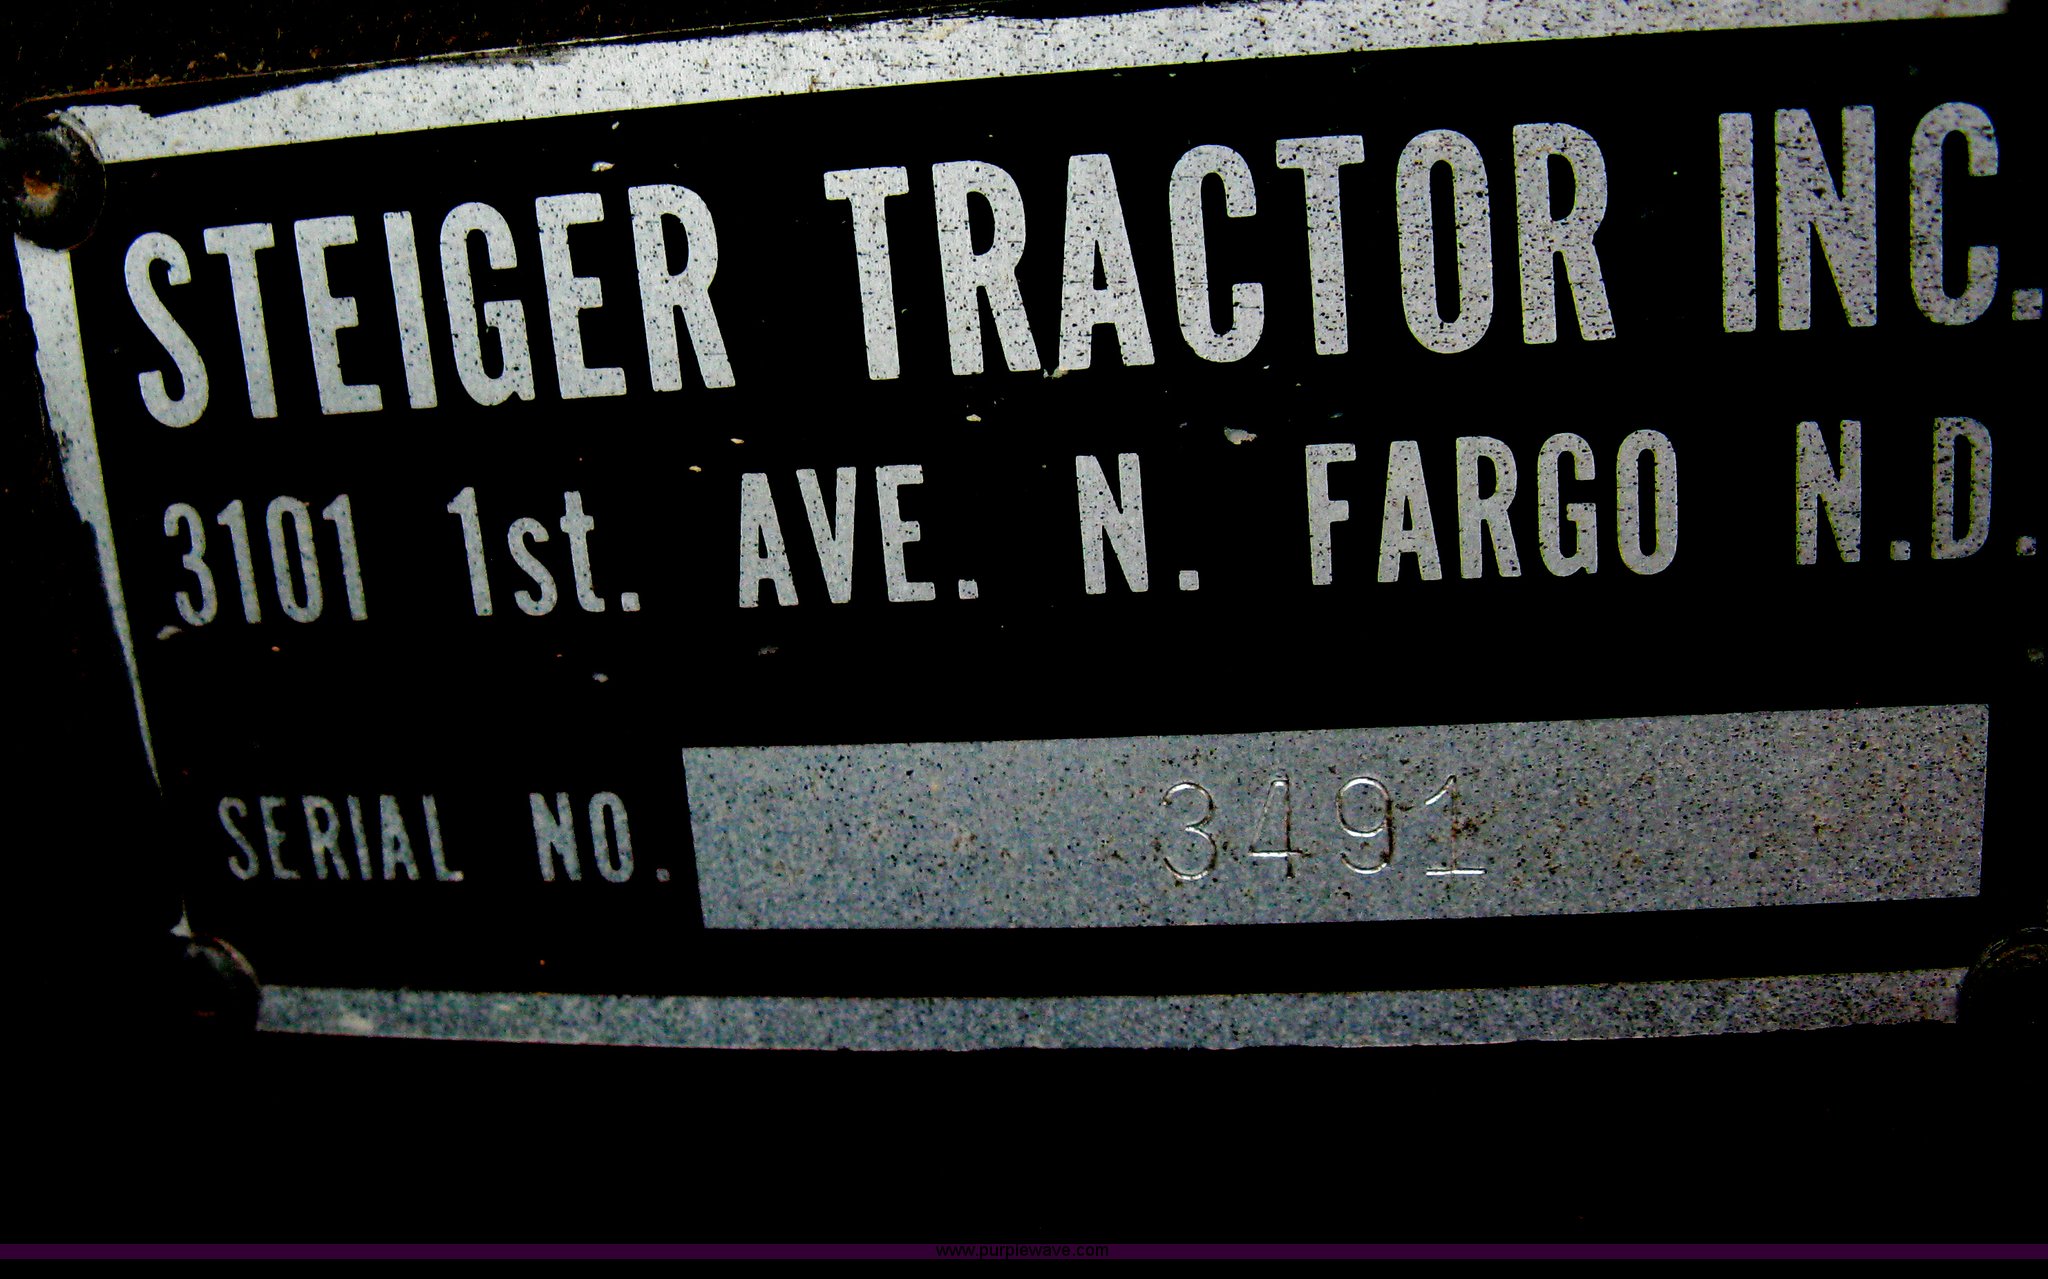 STEIGER TRACTOR INC.
3101 1st. AVE. N. FARGO N.D.
SERIAL NO. 3491
www.purplewave.com